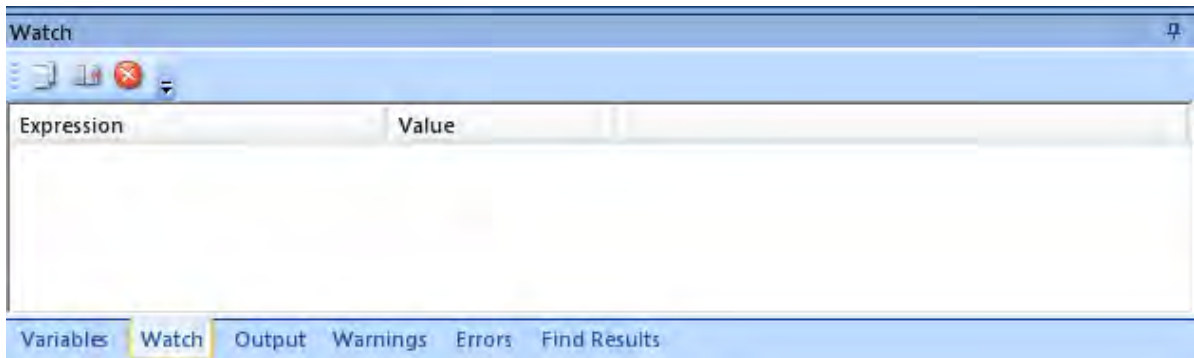 Watch
Expression Value
Variables Watch Output Warnings Errors Find Results